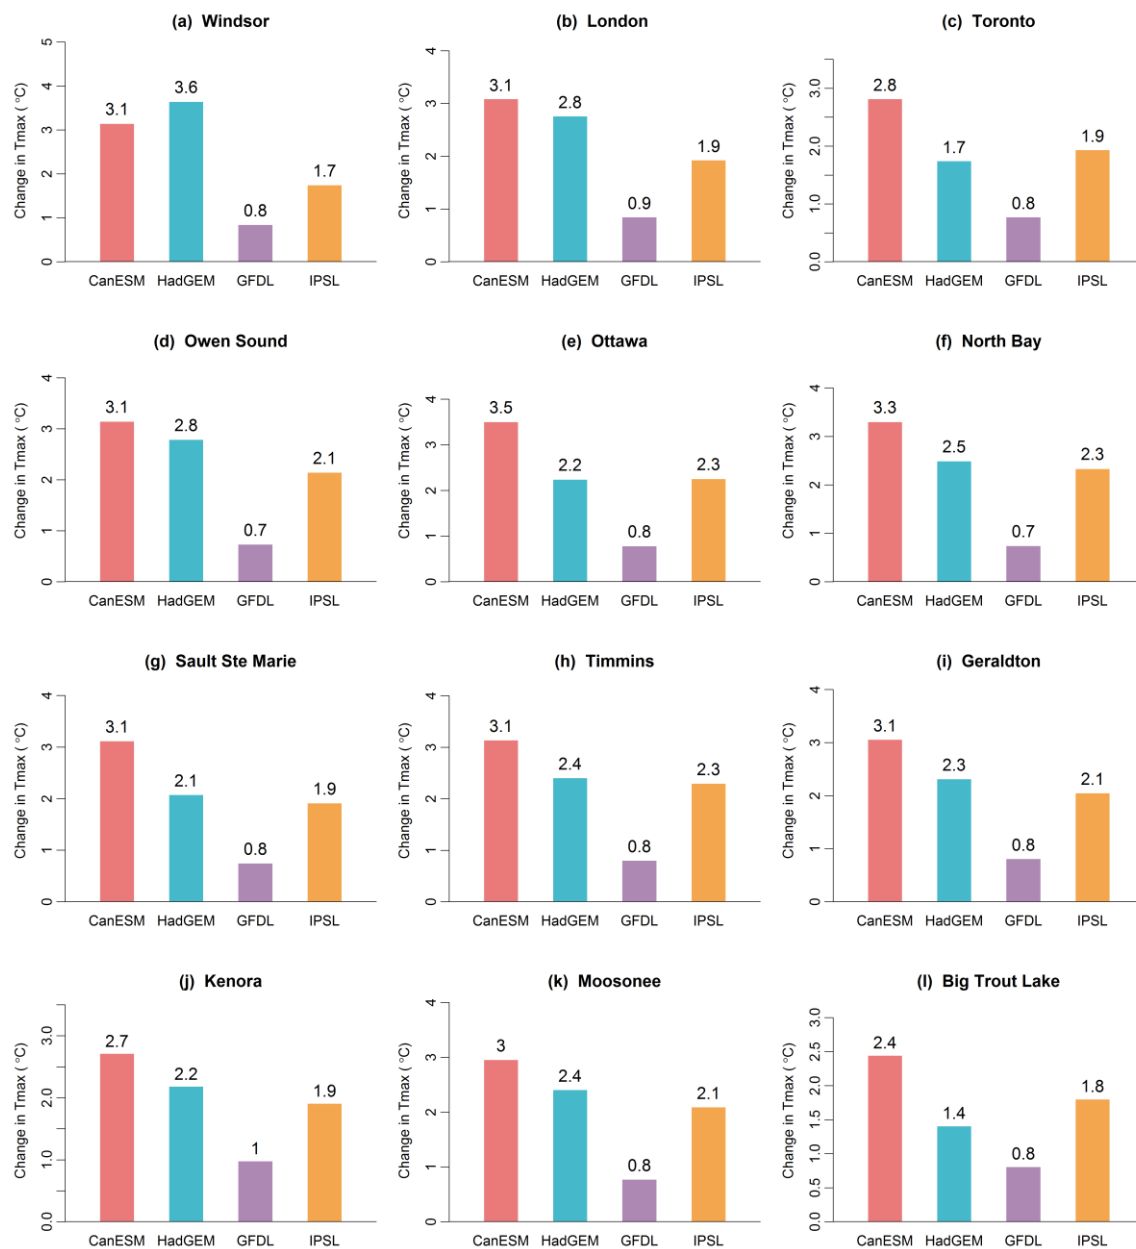 (a) Windsor
Change in Tmax ( °C)
0 1 2 3 4 5
3.1 3.6 0.8 1.7
CanESM HadGEM GFDL IPSL
(b) London
Change in Tmax ( °C)
0 1 2 3 4
3.1 2.8 0.9 1.9
CanESM HadGEM GFDL IPSL
(c) Toronto
Change in Tmax ( °C)
0.0 1.0 2.0 3.0
2.8 1.7 0.8 1.9
CanESM HadGEM GFDL IPSL
(d) Owen Sound
Change in Tmax ( °C)
0 1 2 3 4
3.1 2.8 0.7 2.1
CanESM HadGEM GFDL IPSL
(e) Ottawa
Change in Tmax ( °C)
0 1 2 3 4
3.5 2.2 0.8 2.3
CanESM HadGEM GFDL IPSL
(f) North Bay
Change in Tmax ( °C)
0 1 2 3 4
3.3 2.5 0.7 2.3
CanESM HadGEM GFDL IPSL
(g) Sault Ste Marie
Change in Tmax ( °C)
0 1 2 3 4
3.1 2.1 0.8 1.9
CanESM HadGEM GFDL IPSL
(h) Timmins
Change in Tmax ( °C)
0 1 2 3 4
3.1 2.4 0.8 2.3
CanESM HadGEM GFDL IPSL
(i) Geraldton
Change in Tmax ( °C)
0 1 2 3 4
3.1 2.3 0.8 2.1
CanESM HadGEM GFDL IPSL
(j) Kenora
Change in Tmax ( °C)
0.0 1.0 2.0 3.0
2.7 2.2 1 1.9
CanESM HadGEM GFDL IPSL
(k) Moosonee
Change in Tmax ( °C)
0 1 2 3 4
3 2.4 0.8 2.1
CanESM HadGEM GFDL IPSL
(l) Big Trout Lake
Change in Tmax ( °C)
0.0 0.5 1.0 1.5 2.0 2.5 3.0
2.4 1.4 0.8 1.8
CanESM HadGEM GFDL IPSL